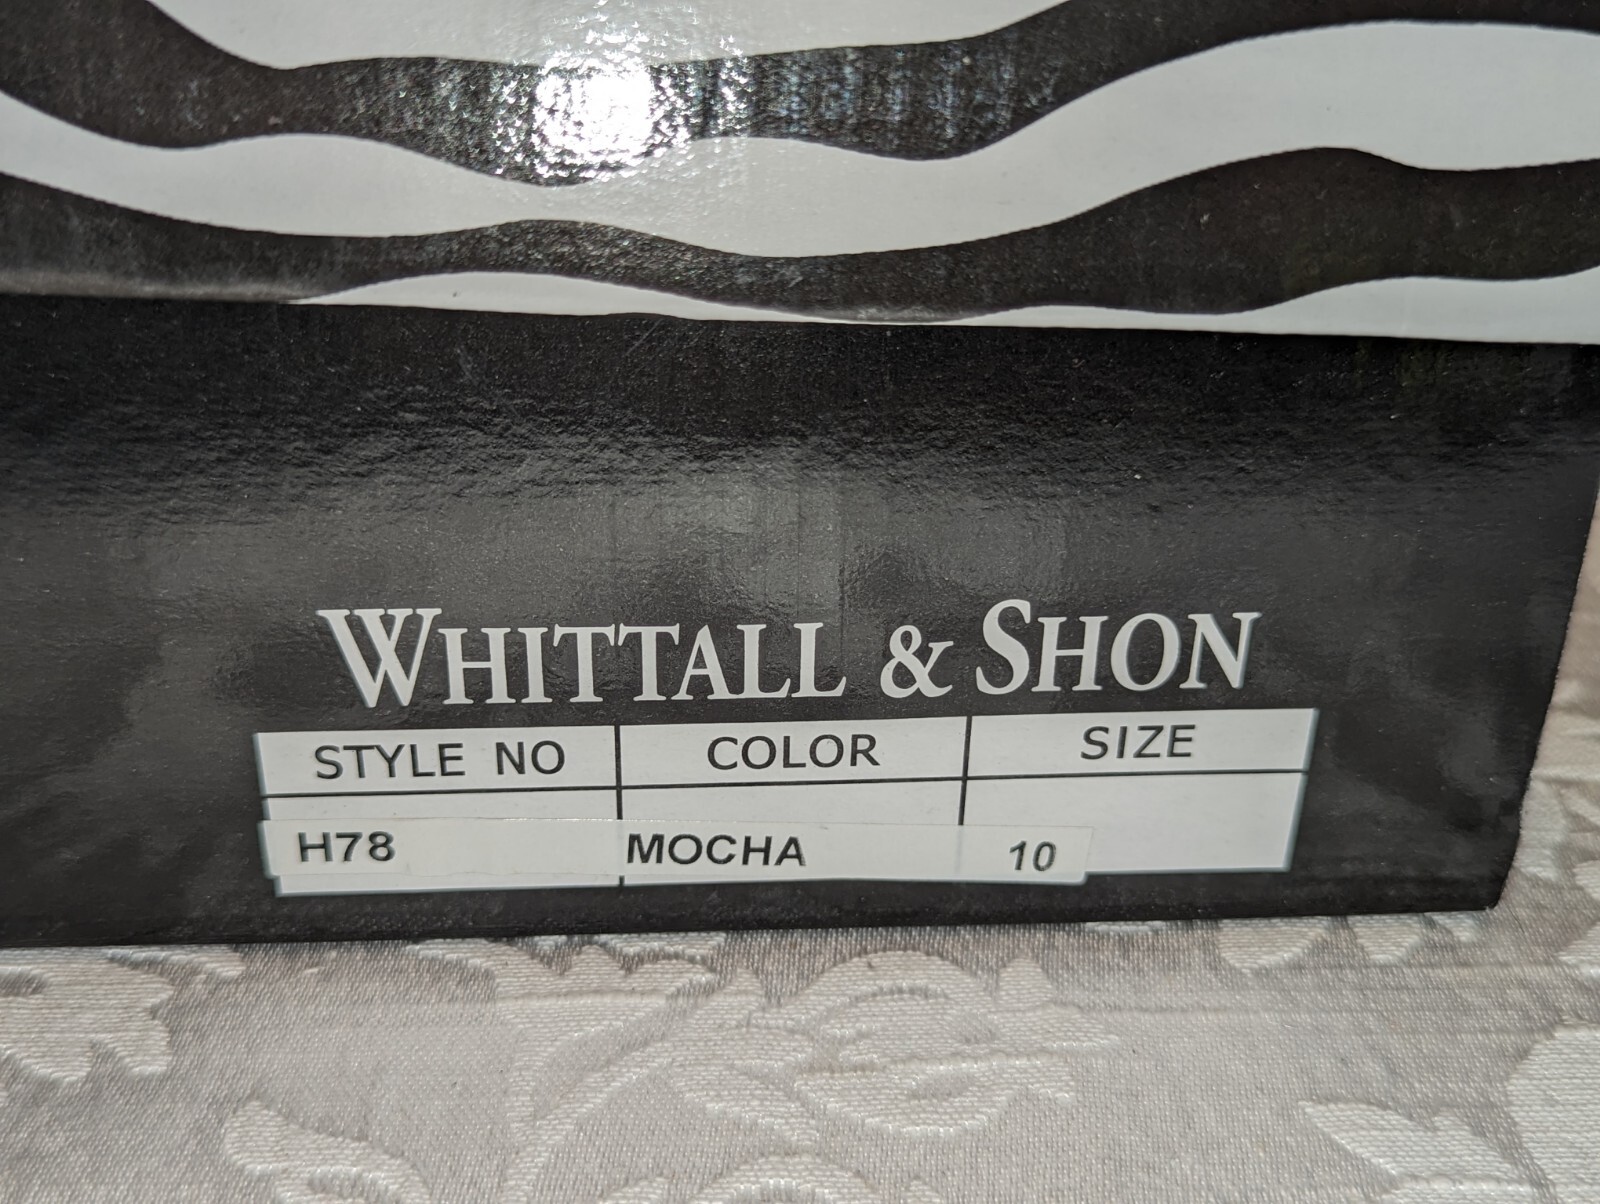 WHITTALL & SHON
STYLE NO COLOR SIZE
H78 MOCHA 10